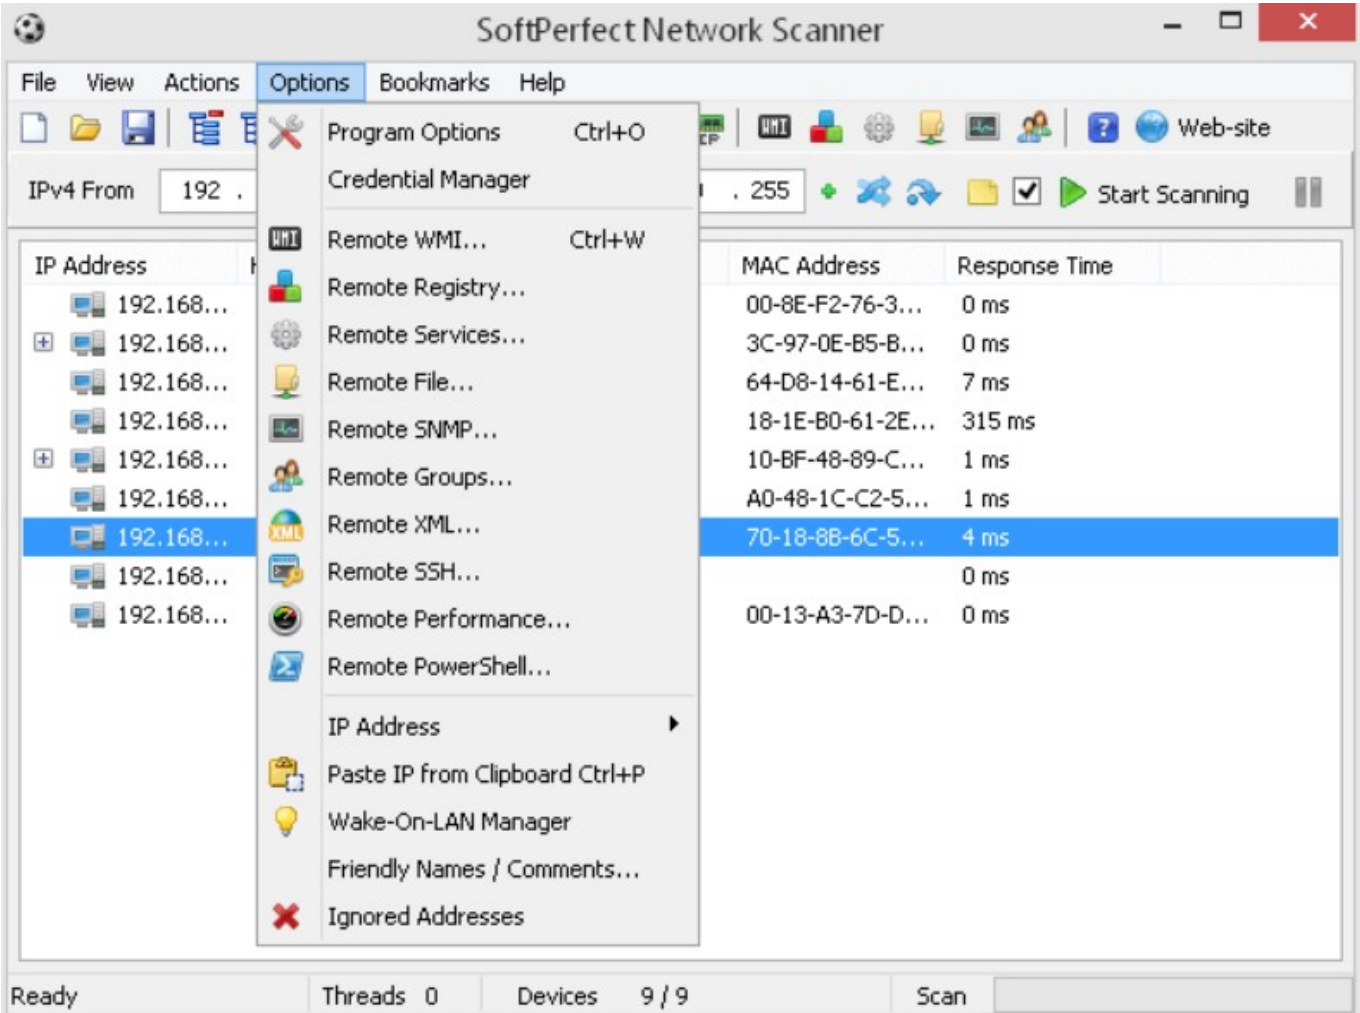 SoftPerfect Network Scanner
File View Actions Options Bookmarks Help
Web-site
IPv4 From 192 . . 255 Start Scanning
Program Options Ctrl+O
Credential Manager
WMI Remote WMI... Ctrl+W
Remote Registry...
Remote Services...
Remote File...
Remote SNMP...
Remote Groups...
XML Remote XML...
Remote SSH...
Remote Performance...
Remote PowerShell...
IP Address
Paste IP from Clipboard Ctrl+P
Wake-On-LAN Manager
Friendly Names / Comments...
Ignored Addresses
IP Address MAC Address Response Time
192.168... 00-8E-F2-76-3... 0 ms
192.168... 3C-97-0E-B5-B... 0 ms
192.168... 64-D8-14-61-E... 7 ms
192.168... 18-1E-B0-61-2E... 315 ms
192.168... 10-BF-48-89-C... 1 ms
192.168... A0-48-1C-C2-5... 1 ms
192.168... 70-18-8B-6C-5... 4 ms
192.168... 0 ms
192.168... 00-13-A3-7D-D... 0 ms
Ready Threads 0 Devices 9 / 9 Scan